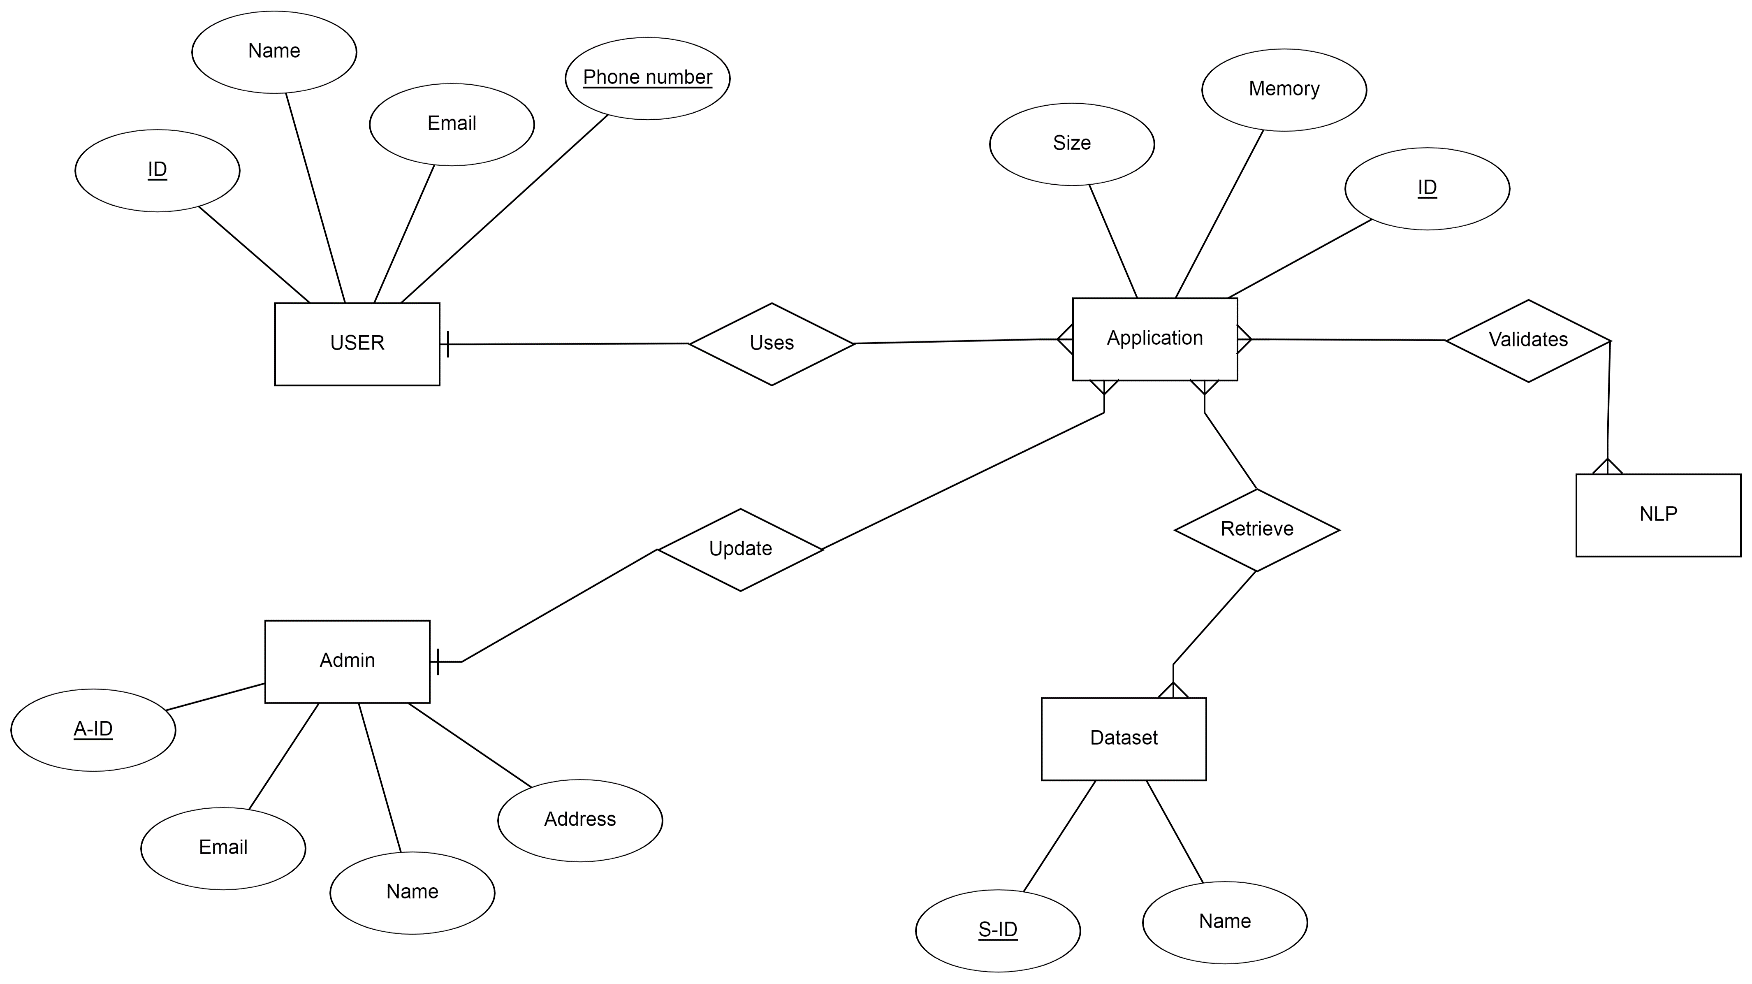 Name
Phone number
Email
ID
Memory
Size
ID
USER
Uses
Application
Validates
NLP
Update
Retrieve
Admin
A-ID
Email
Name
Address
Dataset
S-ID
Name